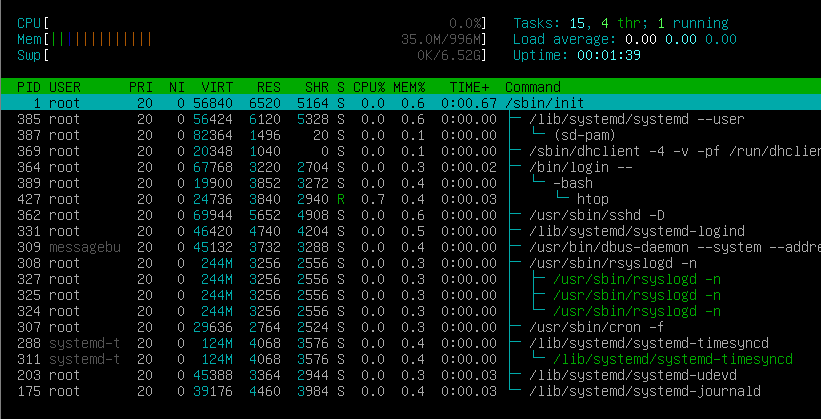 CPU[ 0.0%] Tasks: 15, 4 thr; 1 running
Mem[||||||||||||| 35.0M/996M] Load average: 0.00 0.00 0.00
Swp[ 0K/6.52G] Uptime: 00:01:39
PID USER PRI NI VIRT RES SHR S CPU% MEM% TIME+ Command
1 root 20 0 56840 6520 5164 S 0.0 0.6 0:00.67 /sbin/init
385 root 20 0 56424 6120 5328 S 0.0 0.6 0:00.00 ├─ /lib/systemd/systemd --user
387 root 20 0 82364 1496 20 S 0.0 0.1 0:00.00 │ └─ (sd-pam)
369 root 20 0 20348 1040 0 S 0.0 0.1 0:00.00 ├─ /sbin/dhclient -4 -v -pf /run/dhclien
364 root 20 0 67768 3220 2704 S 0.0 0.3 0:00.02 ├─ /bin/login --
389 root 20 0 19900 3852 3272 S 0.0 0.4 0:00.00 │ └─ -bash
427 root 20 0 24736 3840 2940 R 0.7 0.4 0:00.03 │ └─ htop
362 root 20 0 69944 5652 4908 S 0.0 0.6 0:00.00 ├─ /usr/sbin/sshd -D
331 root 20 0 46420 4740 4204 S 0.0 0.5 0:00.00 ├─ /lib/systemd/systemd-logind
309 messagebu 20 0 45132 3732 3288 S 0.0 0.4 0:00.00 ├─ /usr/bin/dbus-daemon --system --addre
308 root 20 0 244M 3256 2556 S 0.0 0.3 0:00.00 ├─ /usr/sbin/rsyslogd -n
327 root 20 0 244M 3256 2556 S 0.0 0.3 0:00.00 │ ├─ /usr/sbin/rsyslogd -n
325 root 20 0 244M 3256 2556 S 0.0 0.3 0:00.00 │ ├─ /usr/sbin/rsyslogd -n
324 root 20 0 244M 3256 2556 S 0.0 0.3 0:00.00 │ └─ /usr/sbin/rsyslogd -n
307 root 20 0 29636 2764 2524 S 0.0 0.3 0:00.00 ├─ /usr/sbin/cron -f
288 systemd-t 20 0 124M 4068 3576 S 0.0 0.4 0:00.00 ├─ /lib/systemd/systemd-timesyncd
311 systemd-t 20 0 124M 4068 3576 S 0.0 0.4 0:00.00 │ └─ /lib/systemd/systemd-timesyncd
203 root 20 0 45388 3364 2944 S 0.0 0.3 0:00.03 ├─ /lib/systemd/systemd-udevd
175 root 20 0 39176 4460 3984 S 0.0 0.4 0:00.03 └─ /lib/systemd/systemd-journald